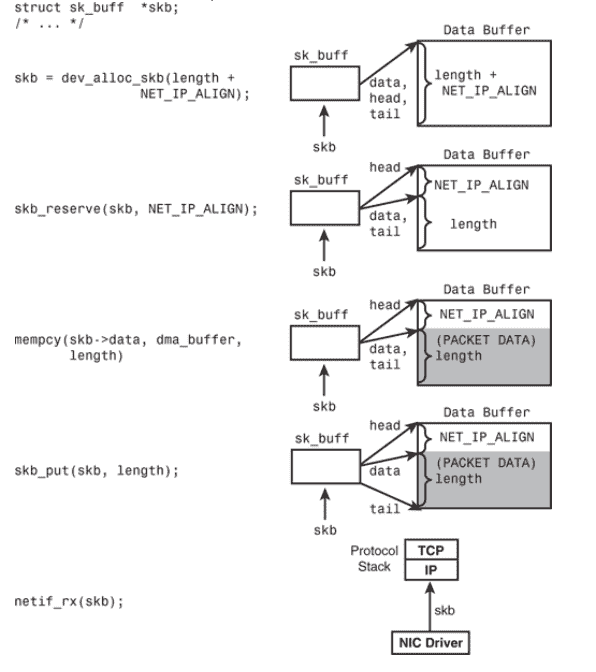 struct sk_buff *skb;
/* ... */
Data Buffer
sk_buff
skb = dev_alloc_skb(length +
NET_IP_ALIGN);
data,
head,
tail
length +
NET_IP_ALIGN
skb
Data Buffer
sk_buff
head
NET_IP_ALIGN
skb_reserve(skb, NET_IP_ALIGN);
data,
tail
length
skb
Data Buffer
sk_buff
head
NET_IP_ALIGN
mempcy(skb->data, dma_buffer,
length)
data,
tail
(PACKET DATA)
length
skb
Data Buffer
sk_buff
head
NET_IP_ALIGN
skb_put(skb, length);
data
(PACKET DATA)
length
tail
skb
Protocol
Stack
TCP
IP
netif_rx(skb);
skb
NIC Driver